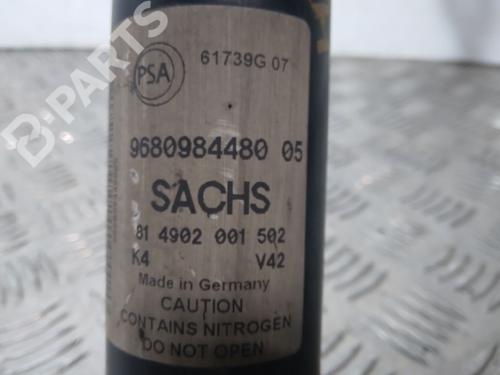 PSA
61739G 07
9680984480 05
SACHS
81 4902 001 502
K4 V42
Made in Germany
CAUTION
CONTAINS NITROGEN
DO NOT OPEN
B-PARTS